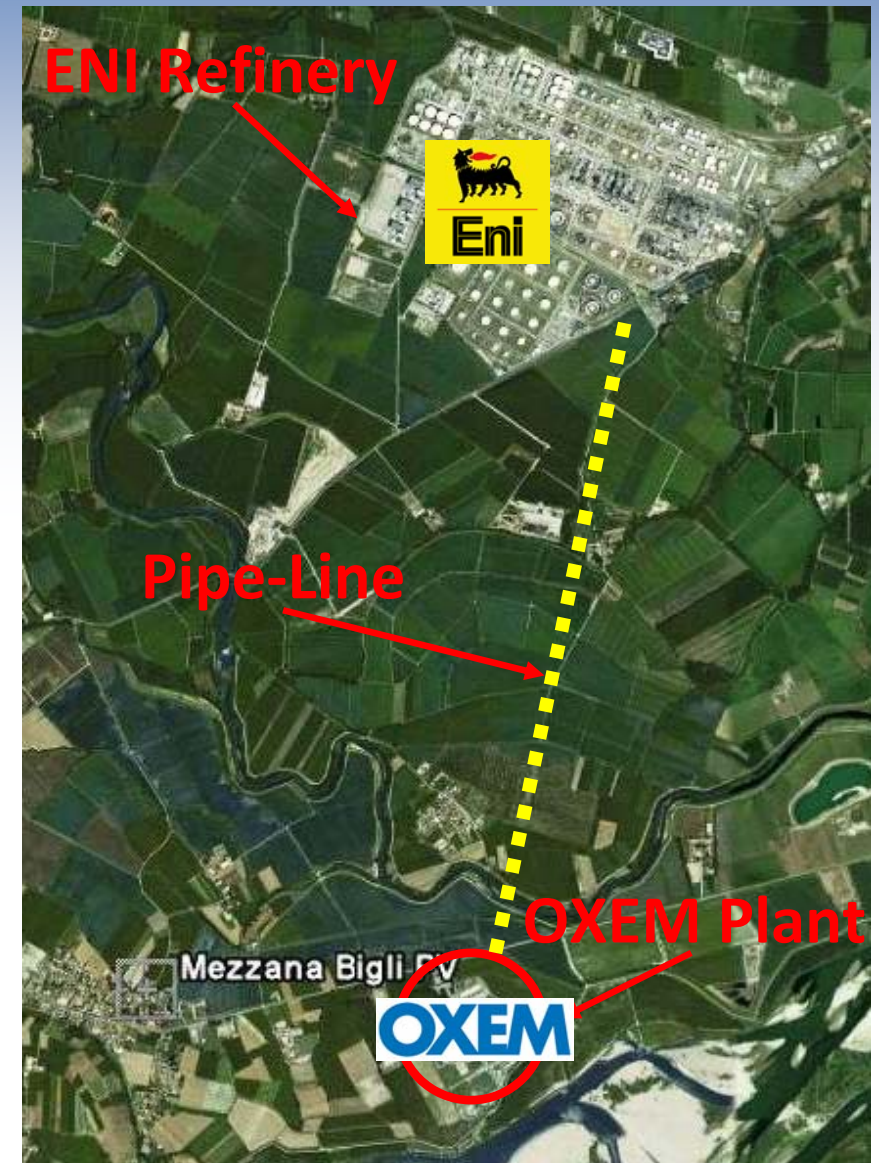 ENI Refinery
Eni
Pipe-Line
OXEM Plant
Mezzana Bigli PV
OXEM